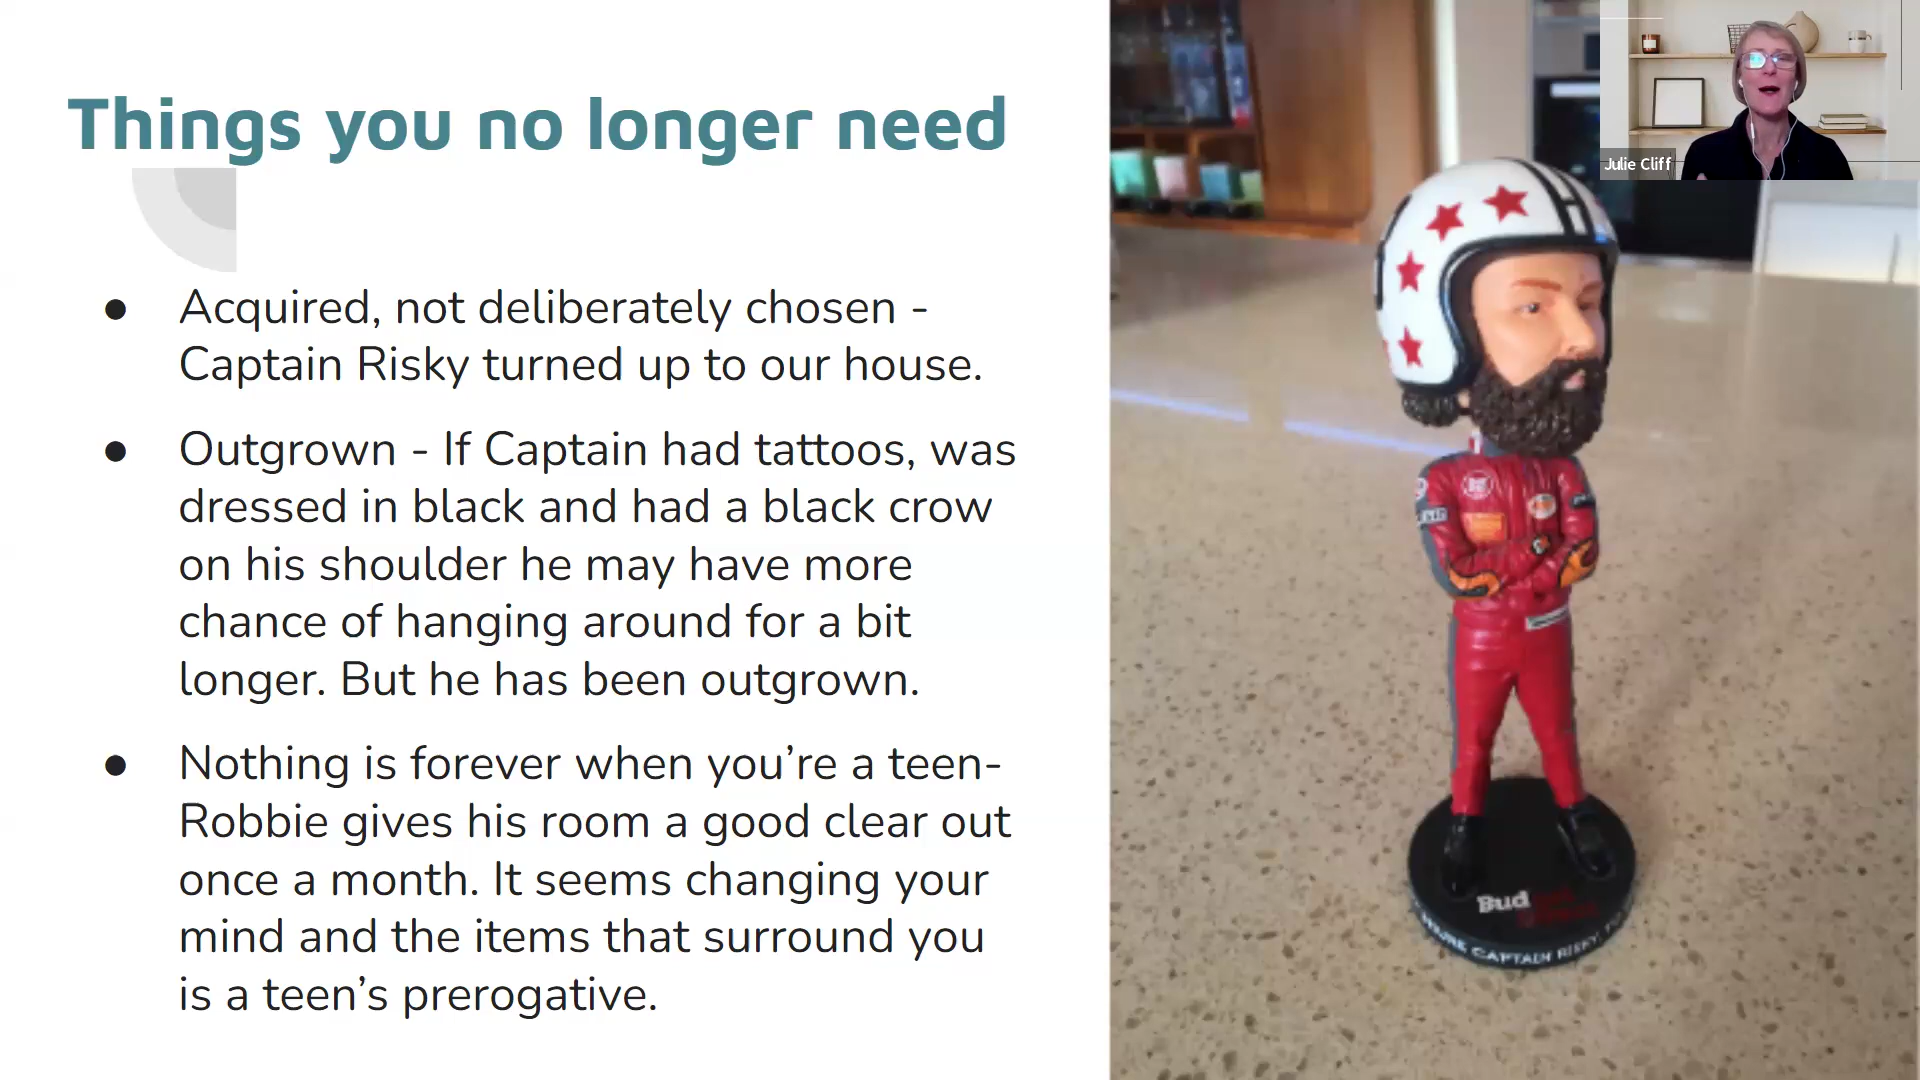 Things you no longer need
● Acquired, not deliberately chosen -
Captain Risky turned up to our house.
● Outgrown - If Captain had tattoos, was
dressed in black and had a black crow
on his shoulder he may have more
chance of hanging around for a bit
longer. But he has been outgrown.
● Nothing is forever when you’re a teen-
Robbie gives his room a good clear out
once a month. It seems changing your
mind and the items that surround you
is a teen’s prerogative.
Julie Cliff
Bud
CAPTAIN RISKY